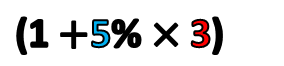 (1 +5% × 3)